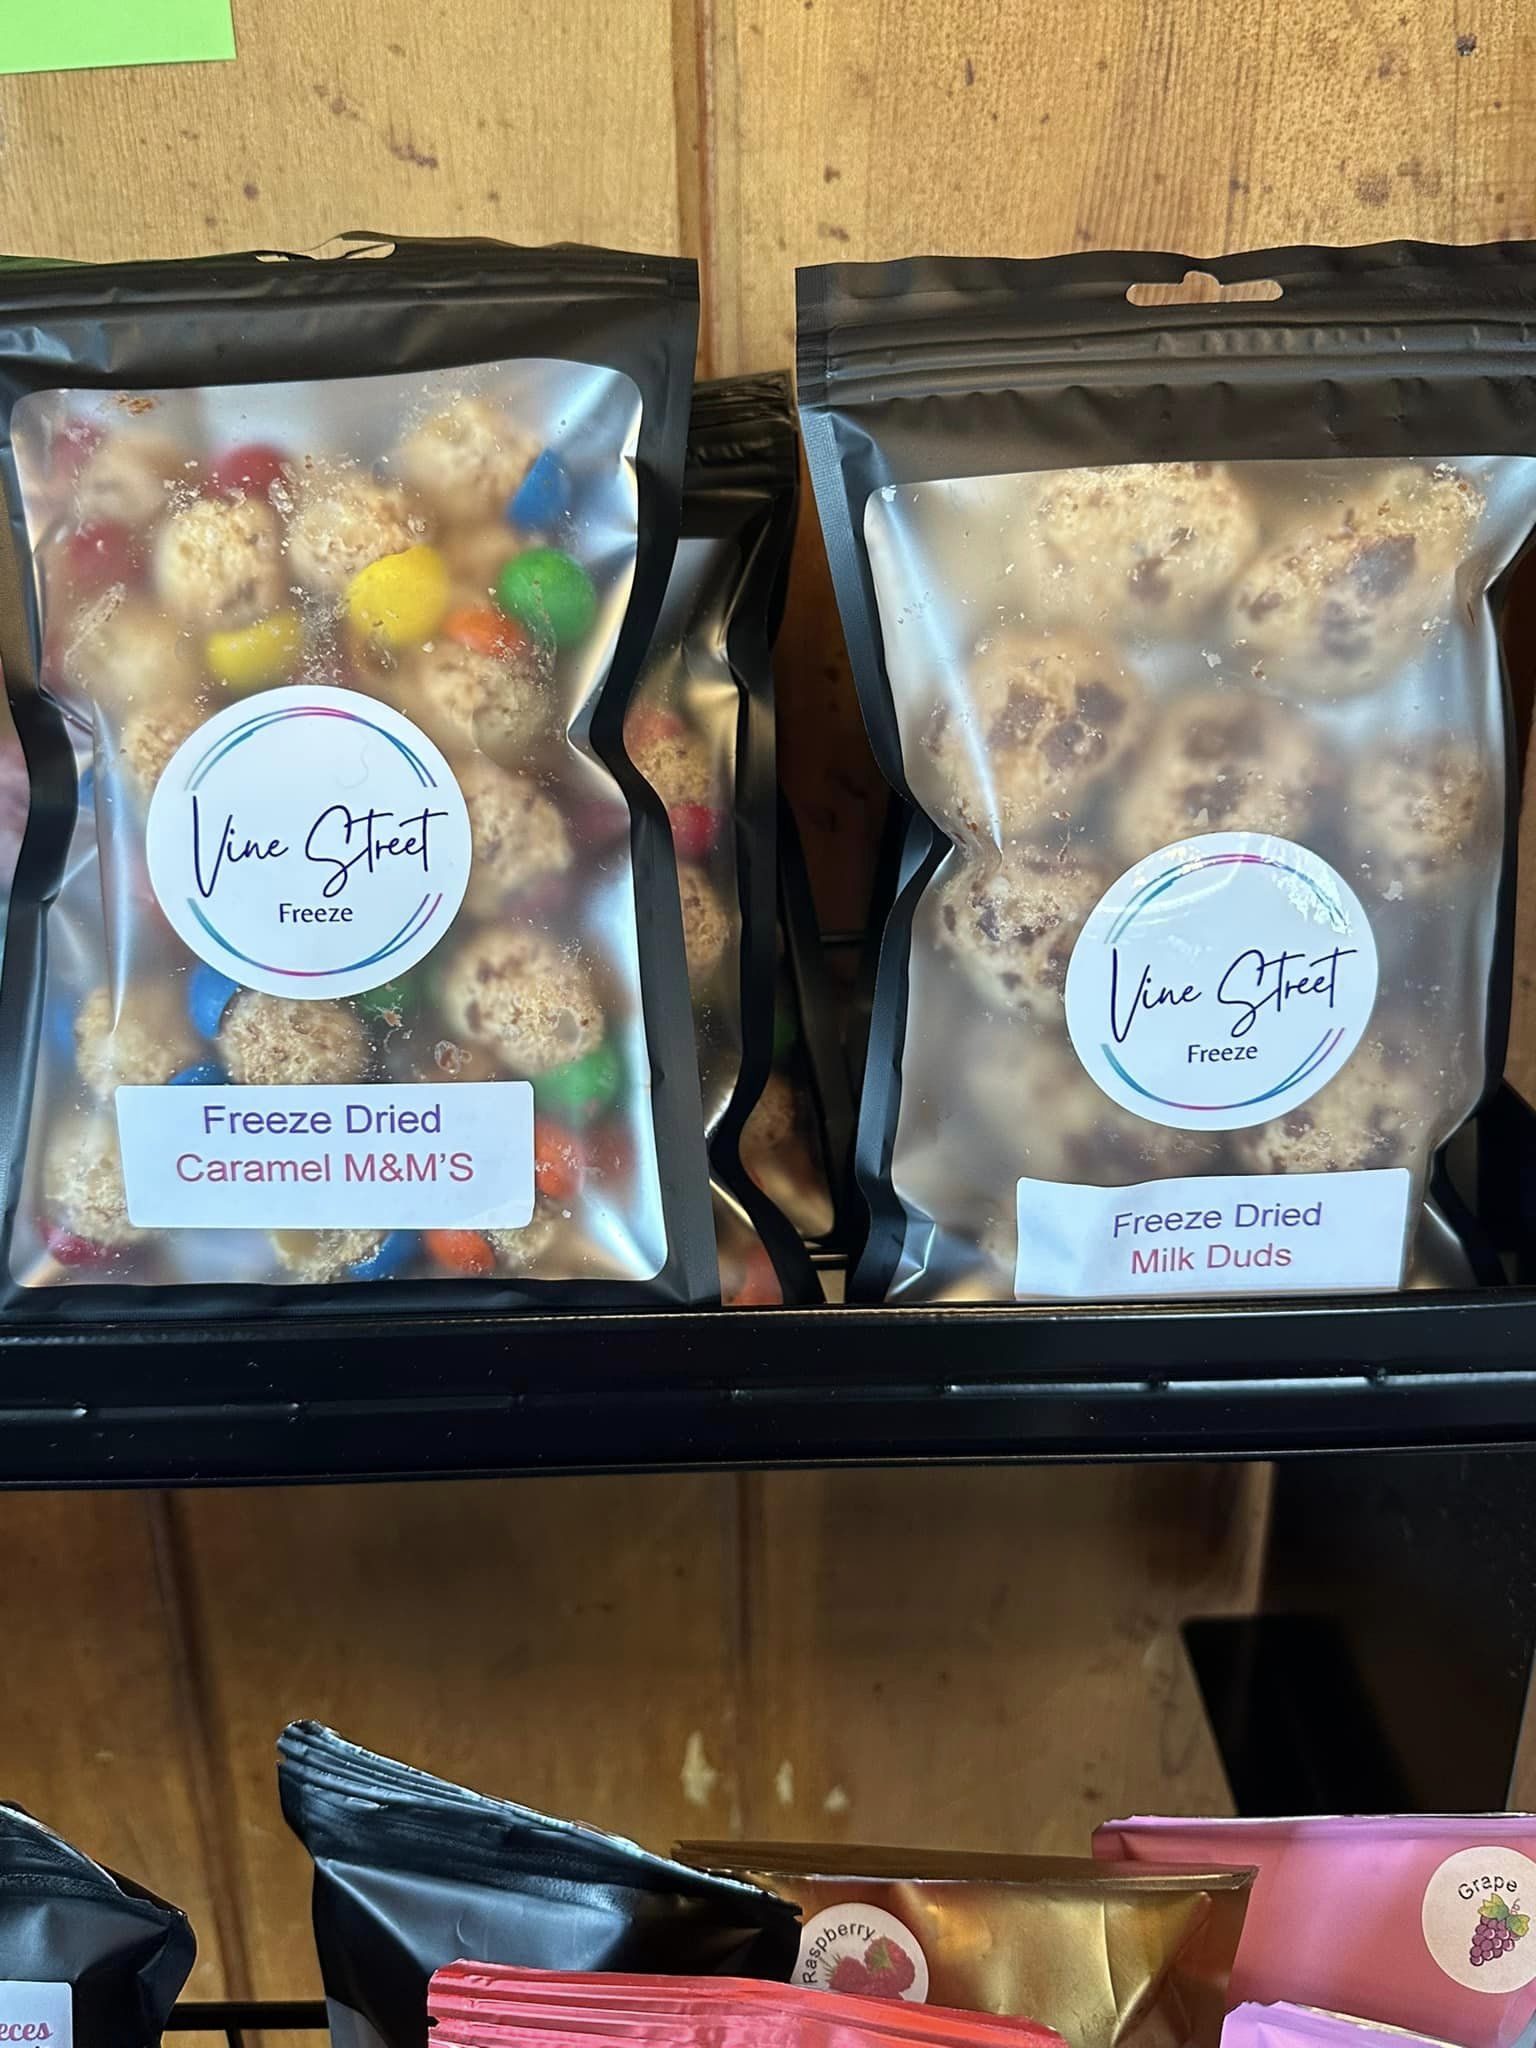 Vine Street
Freeze
Freeze Dried
Caramel M&M'S
Vine Street
Freeze
Freeze Dried
Milk Duds
Raspberry
Grape